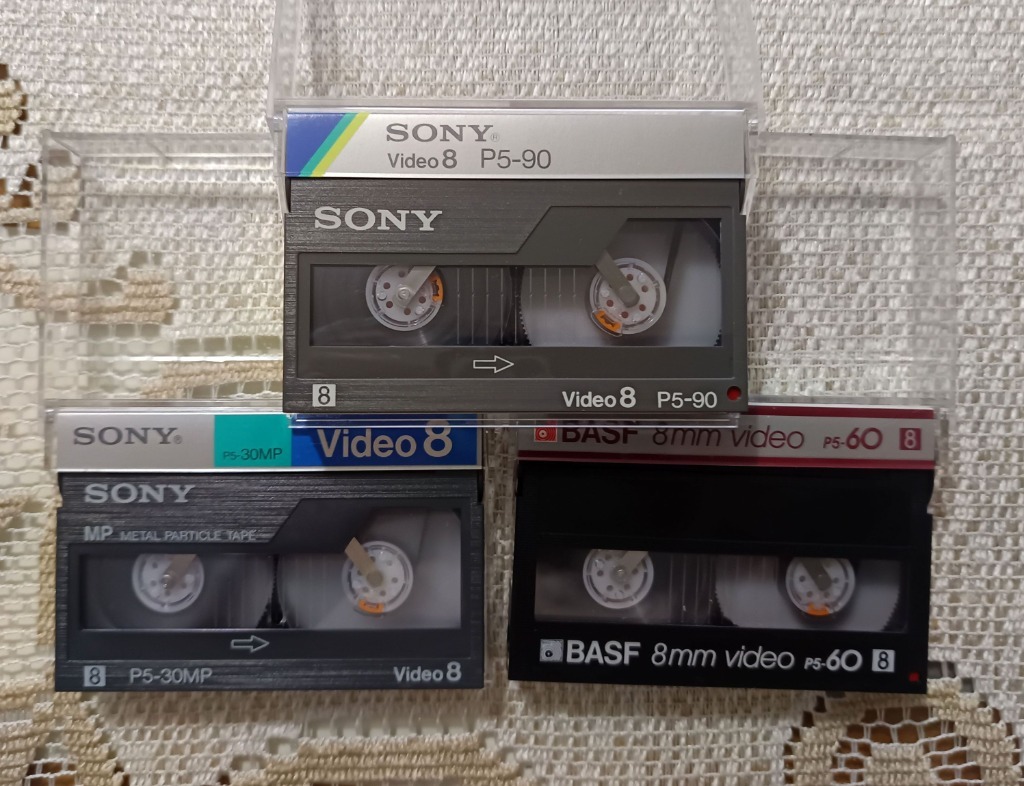 SONY®
Video 8 P5-90
SONY
8 Video 8 P5-90
SONY® P5-30MP Video 8
SONY
MP METAL PARTICLE TAPE
8 P5-30MP Video 8
BASF 8mm video P5-60 8
BASF 8mm video P5-60 8